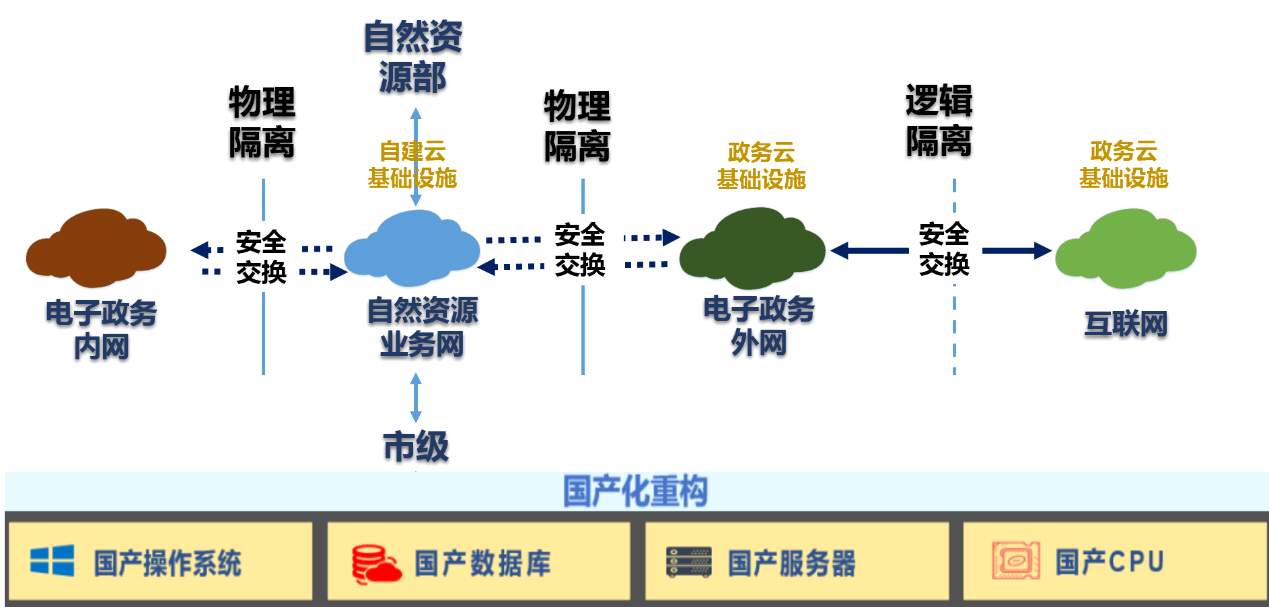 自然资
源部
物理
隔离
物理
隔离
逻辑
隔离
自建云
基础设施
政务云
基础设施
政务云
基础设施
安全
交换
安全
交换
安全
交换
电子政务
内网
自然资源
业务网
电子政务
外网
互联网
市级
国产化重构
国产操作系统
国产数据库
国产服务器
国产CPU